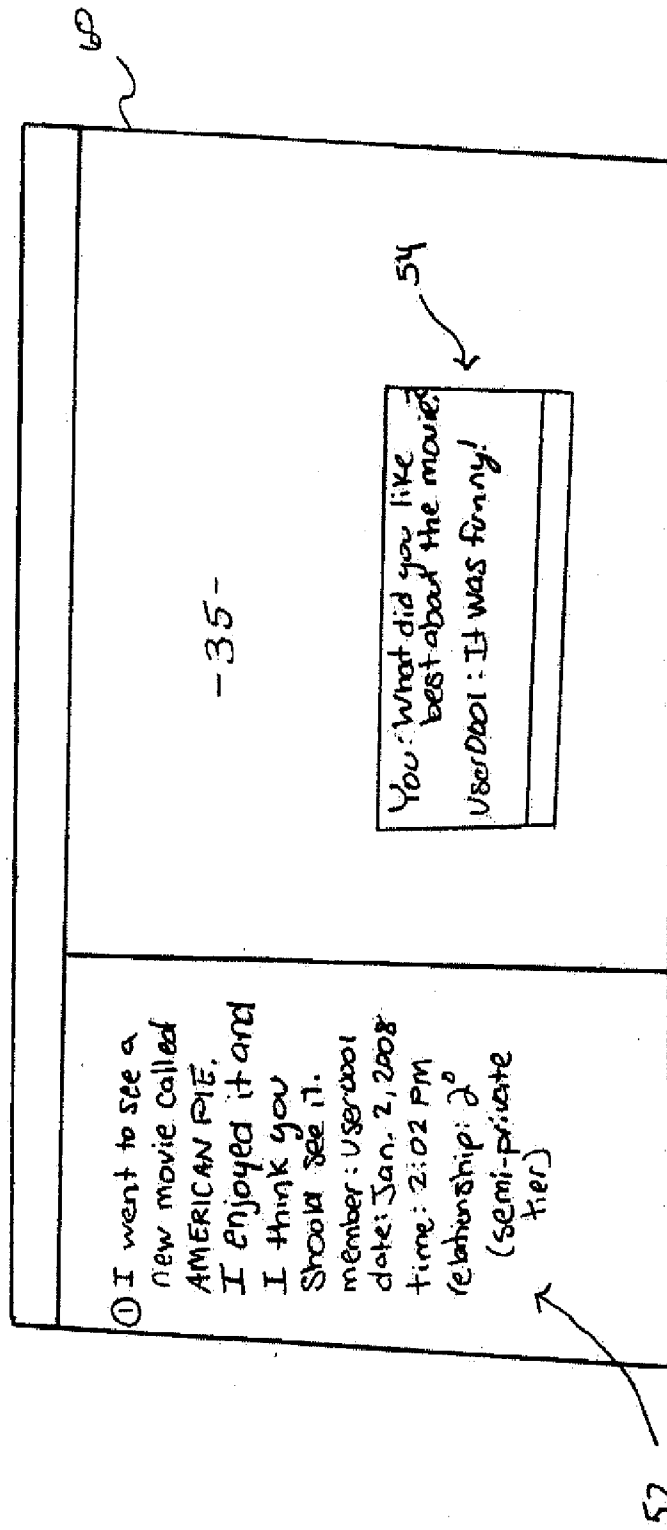 60
① I went to see a
new movie called
AMERICAN PIE.
I enjoyed it and
I think you
should see it.
member: User0001
date: Jan. 2, 2008
time: 2:02 PM
relationship: 2°
(semi-private
tier)
52
-35-
You: What did you like
best about the movie?
User0001: It was funny!
54